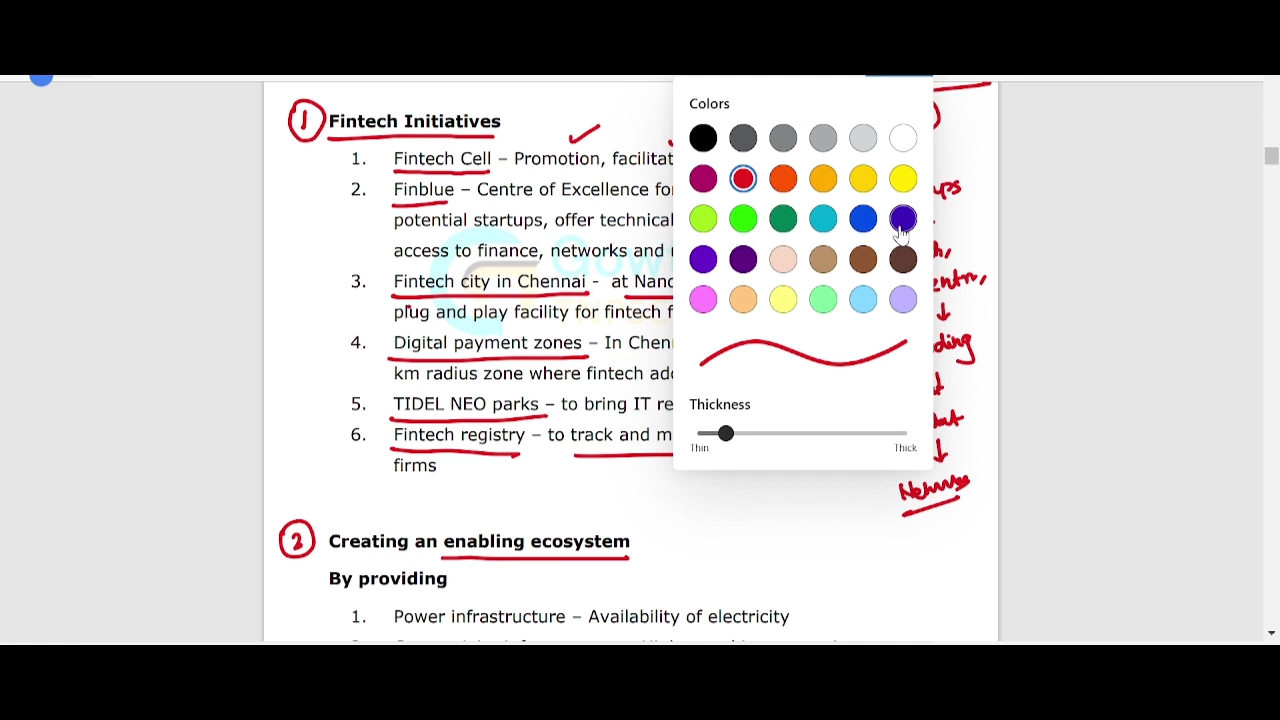 ① Fintech Initiatives
1. Fintech Cell – Promotion, facilitat
2. Finblue – Centre of Excellence for
potential startups, offer technical
access to finance, networks and
3. Fintech city in Chennai - at Nand
plug and play facility for fintech f
4. Digital payment zones – In Chenn
km radius zone where fintech ado
5. TIDEL NEO parks – to bring IT re
6. Fintech registry – to track and m
firms
② Creating an enabling ecosystem
By providing
1. Power infrastructure – Availability of electricity
Colors
Thickness
Thin Thick